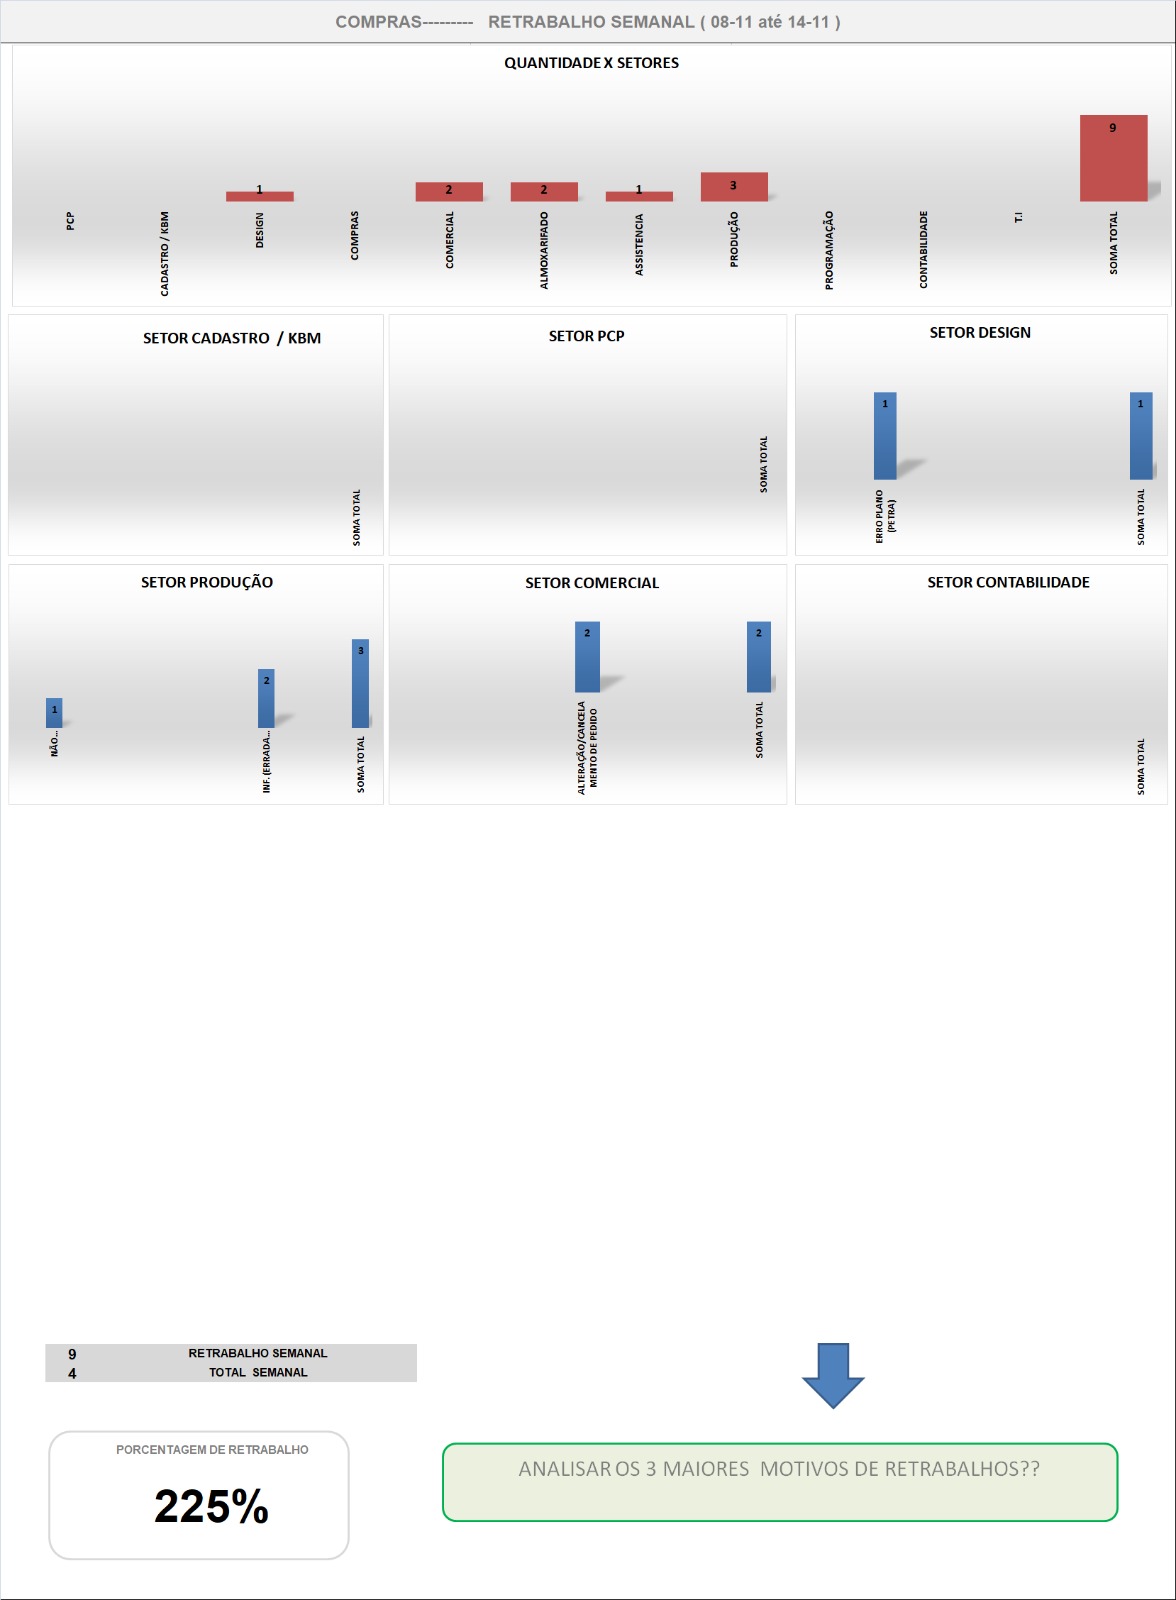 COMPRAS--------- RETRABALHO SEMANAL ( 08-11 até 14-11 )
QUANTIDADE X SETORES
1
2
2
1
3
9
PCP
CADASTRO / KBM
DESIGN
COMPRAS
COMERCIAL
ALMOXARIFADO
ASSISTENCIA
PRODUÇÃO
PROGRAMAÇÃO
CONTABILIDADE
T.I
SOMA TOTAL
SETOR CADASTRO / KBM
SOMA TOTAL
SETOR PCP
SOMA TOTAL
SETOR DESIGN
1
1
ERRO PLANO
(PETRA)
SOMA TOTAL
SETOR PRODUÇÃO
1
2
3
NÃO...
INF. (ERRADA...
SOMA TOTAL
SETOR COMERCIAL
2
2
ALTERAÇÃO/CANCELA
MENTO DE PEDIDO
SOMA TOTAL
SETOR CONTABILIDADE
SOMA TOTAL
9 RETRABALHO SEMANAL
4 TOTAL SEMANAL
PORCENTAGEM DE RETRABALHO
225%
ANALISAR OS 3 MAIORES MOTIVOS DE RETRABALHOS??